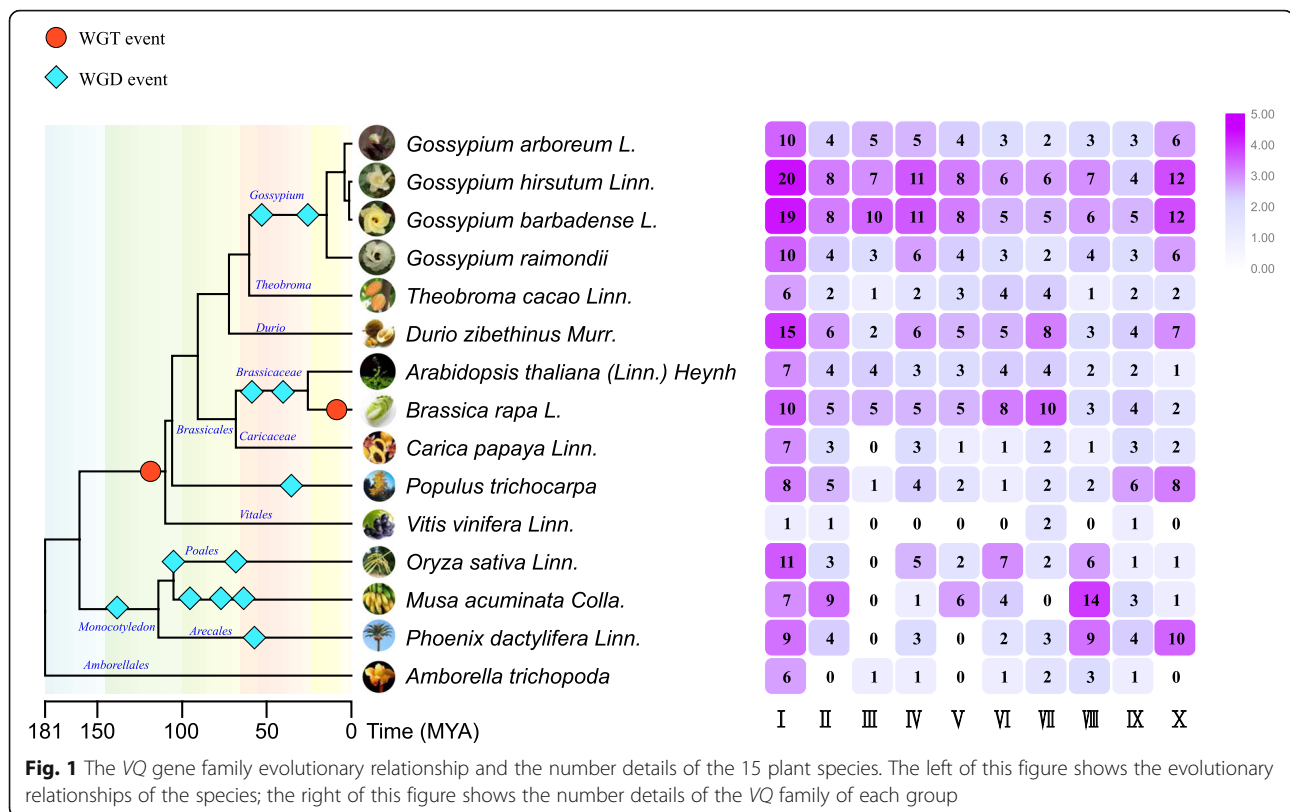 WGT event
WGD event
Gossypium arboreum L. 10 4 5 5 4 3 2 3 3 6
Gossypium hirsutum Linn. 20 8 7 11 8 6 6 7 4 12
Gossypium
Gossypium barbadense L. 19 8 10 11 8 5 5 6 5 12
Gossypium raimondii 10 4 3 6 4 3 2 4 3 6
Theobroma
Theobroma cacao Linn. 6 2 1 2 3 4 4 1 2 2
Durio
Durio zibethinus Murr. 15 6 2 6 5 5 8 3 4 7
Brassicaceae
Arabidopsis thaliana (Linn.) Heynh 7 4 4 3 3 4 4 2 2 1
Brassica rapa L. 10 5 5 5 5 8 10 3 4 2
Brassicales
Caricaceae
Carica papaya Linn. 7 3 0 3 1 1 2 1 3 2
Populus trichocarpa 8 5 1 4 2 1 2 2 6 8
Vitales
Vitis vinifera Linn. 1 1 0 0 0 0 2 0 1 0
Poales
Oryza sativa Linn. 11 3 0 5 2 7 2 6 1 1
Musa acuminata Colla. 7 9 0 1 6 4 0 14 3 1
Monocotyledon
Arecales
Phoenix dactylifera Linn. 9 4 0 3 0 2 3 9 4 10
Amborellales
Amborella trichopoda 6 0 1 1 0 1 2 3 1 0
5.00
4.00
3.00
2.00
1.00
0.00
Ⅰ Ⅱ Ⅲ Ⅳ Ⅴ Ⅵ Ⅶ Ⅷ Ⅸ Ⅹ
181 150 100 50 0 Time (MYA)
Fig. 1 The VQ gene family evolutionary relationship and the number details of the 15 plant species. The left of this figure shows the evolutionary
relationships of the species; the right of this figure shows the number details of the VQ family of each group